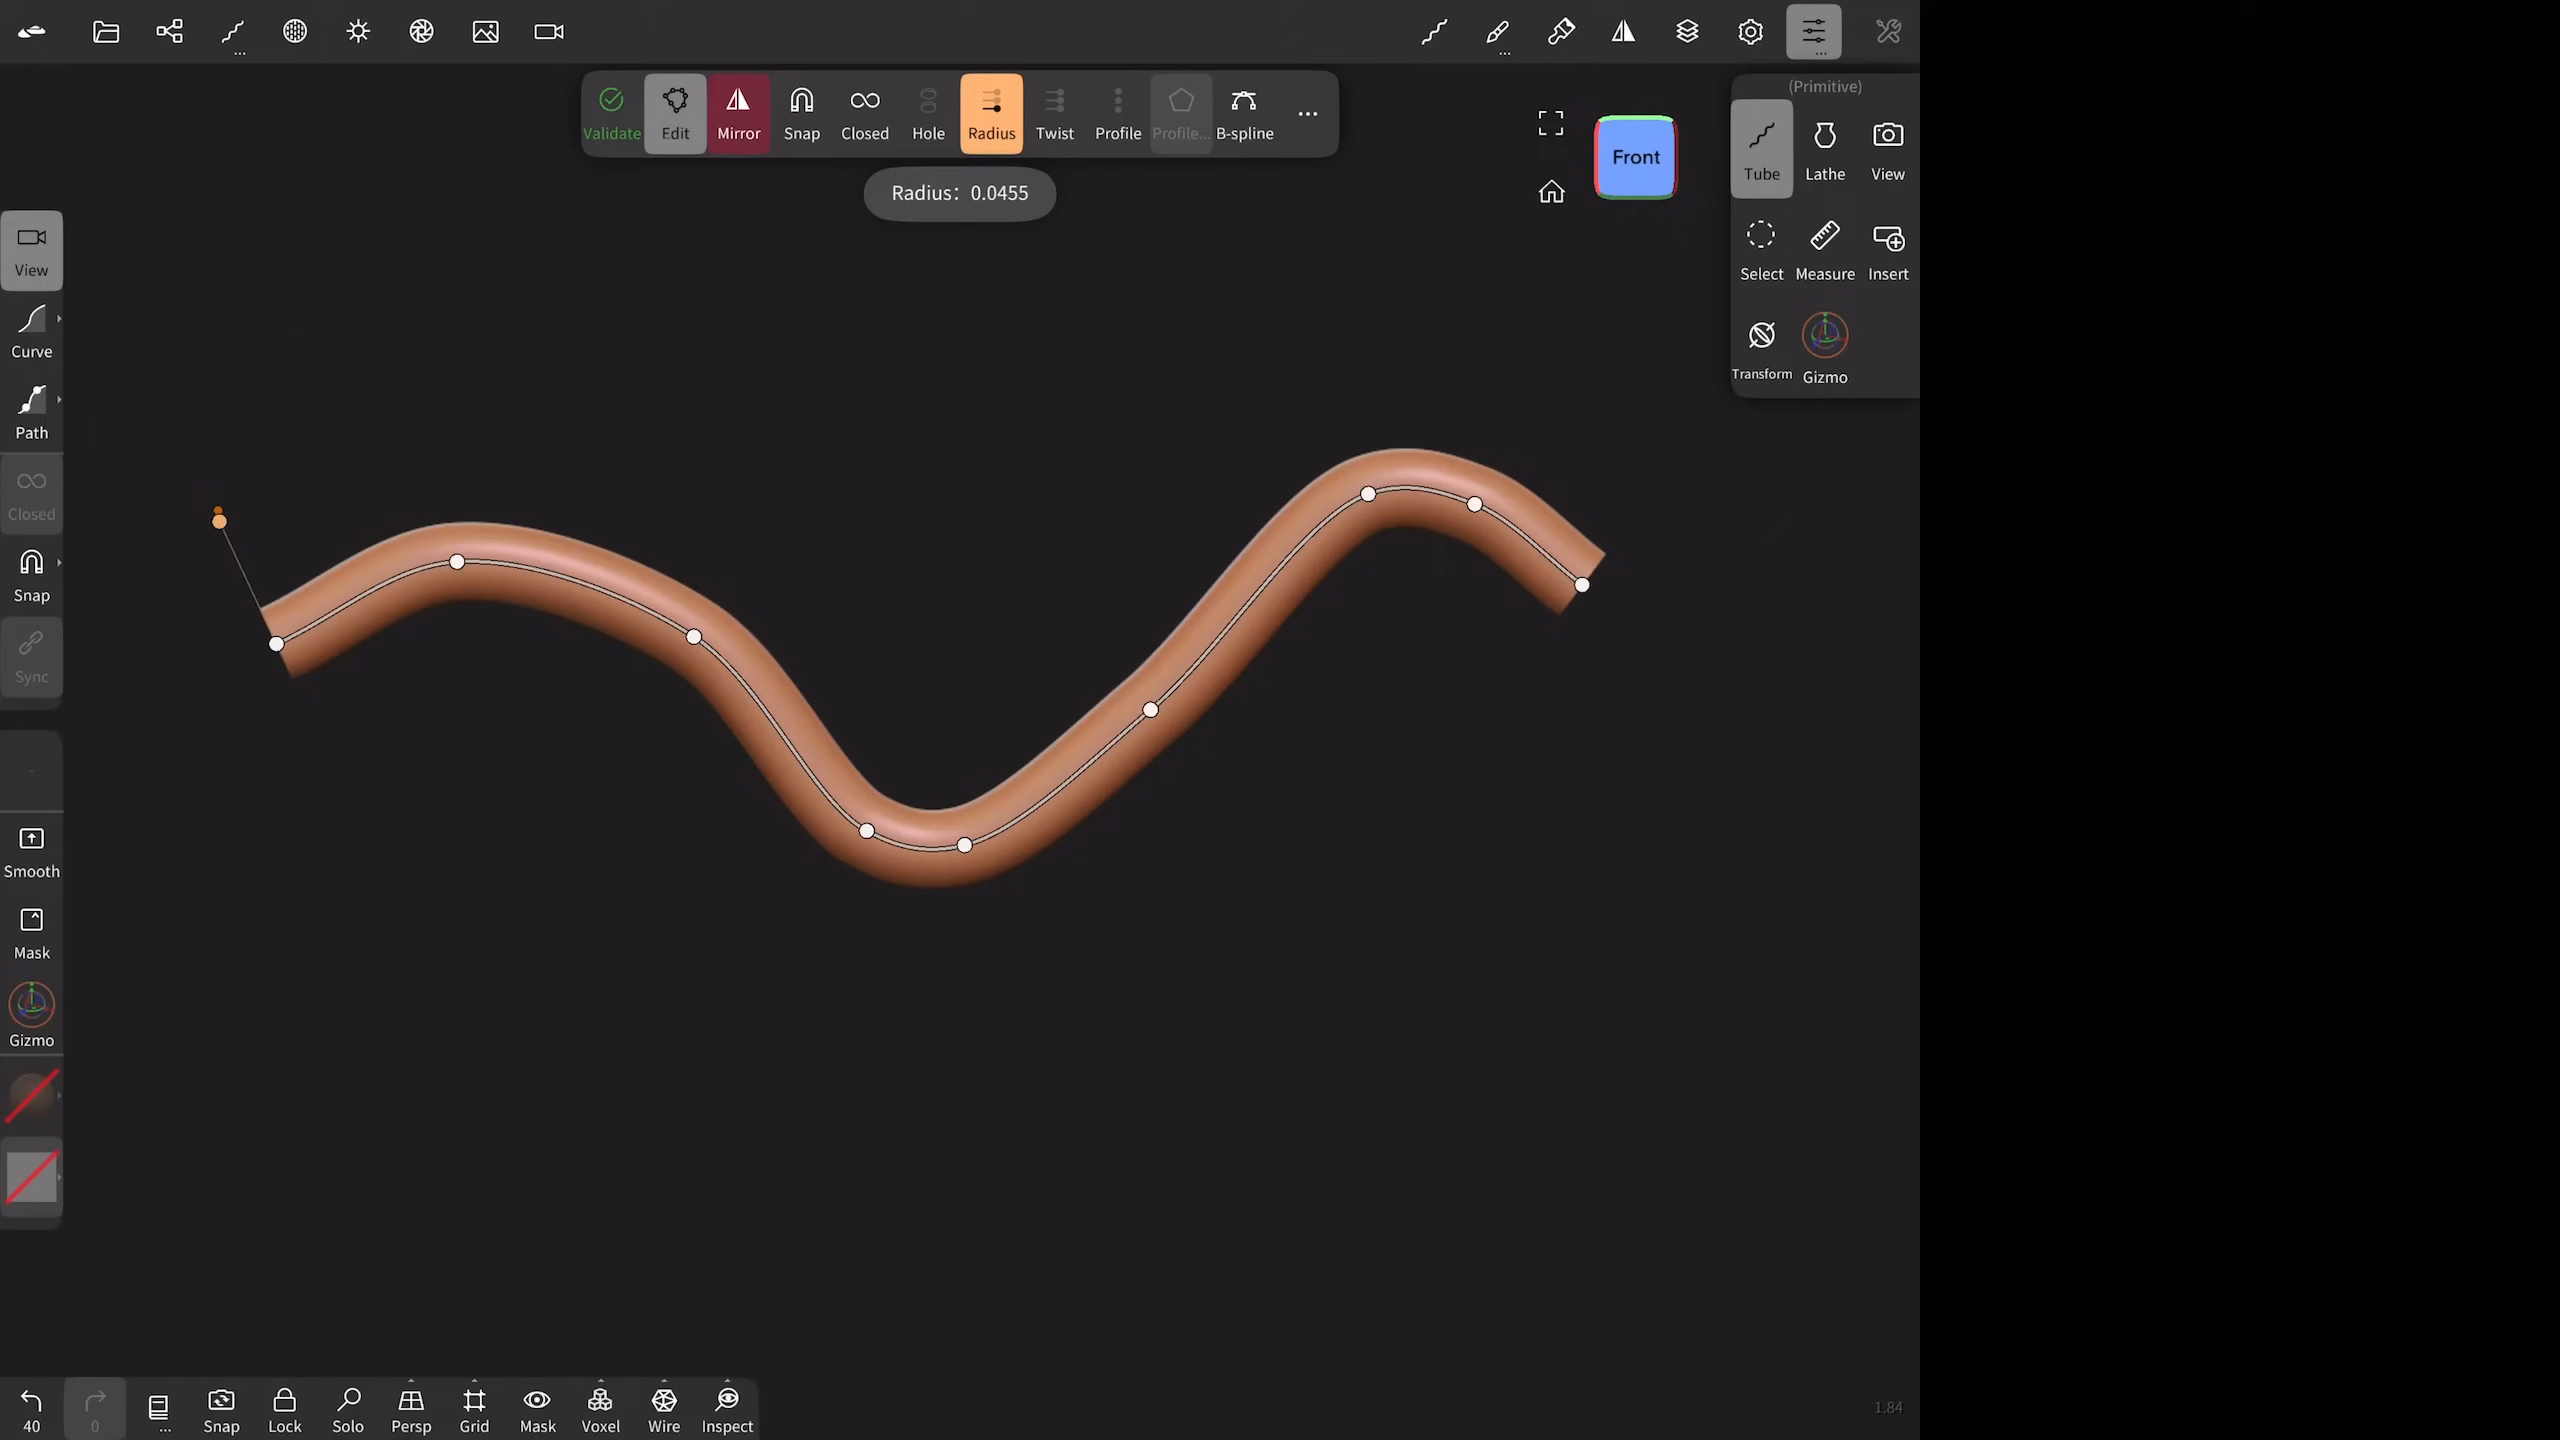 Validate
Edit
Mirror
Snap
Closed
Hole
Radius
Twist
Profile
Profile...
B-spline
...
Radius: 0.0455
Front
(Primitive)
Tube
Lathe
View
Select
Measure
Insert
Transform
Gizmo
View
Curve
Path
Closed
Snap
Sync
Smooth
Mask
Gizmo
40
0
...
Snap
Lock
Solo
Persp
Grid
Mask
Voxel
Wire
Inspect
1.84